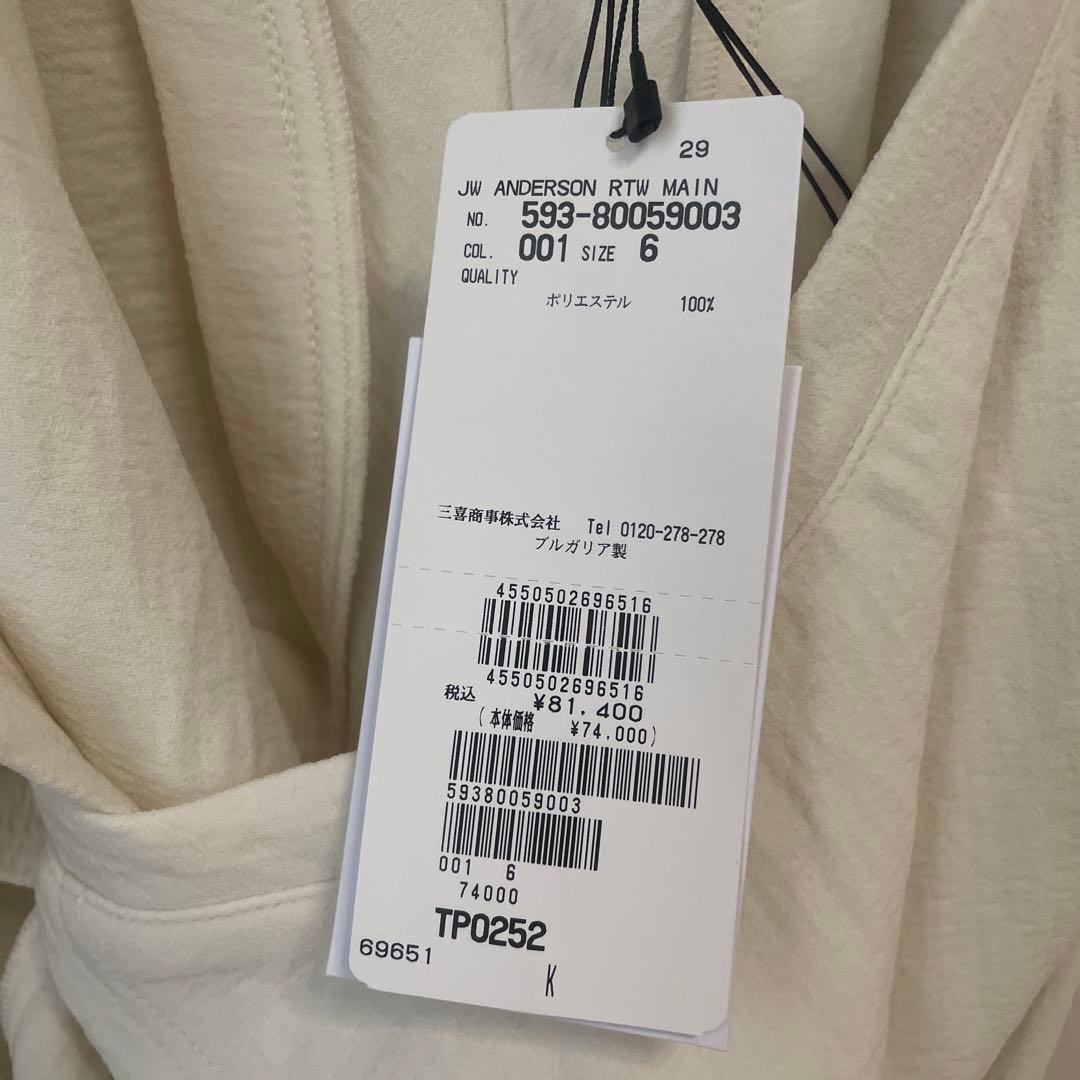 29
JW ANDERSON RTW MAIN
NO. 593-80059003
COL. 001 SIZE 6
QUALITY
ポリエステル 100%
三喜商事株式会社 Tel 0120-278-278
ブルガリア製
4550502696516
4550502696516
税込 ¥81,400
(本体価格 ¥74,000)
59380059003
001 6
74000
TP0252
69651
K